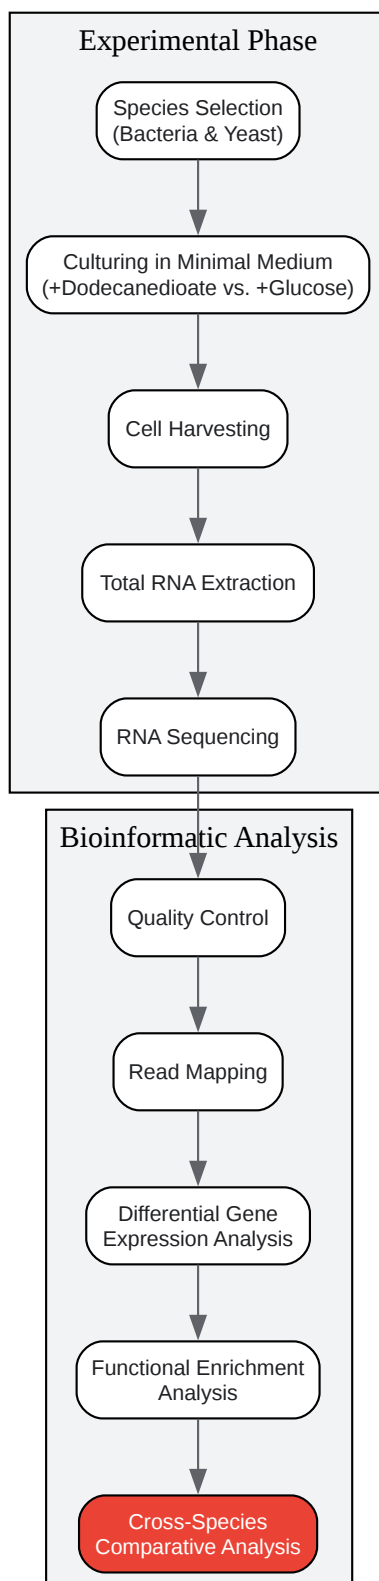 Experimental Phase
Species Selection
(Bacteria & Yeast)
Culturing in Minimal Medium
(+Dodecanedioate vs. +Glucose)
Cell Harvesting
Total RNA Extraction
RNA Sequencing
Bioinformatic Analysis
Quality Control
Read Mapping
Differential Gene
Expression Analysis
Functional Enrichment
Analysis
Cross-Species
Comparative Analysis